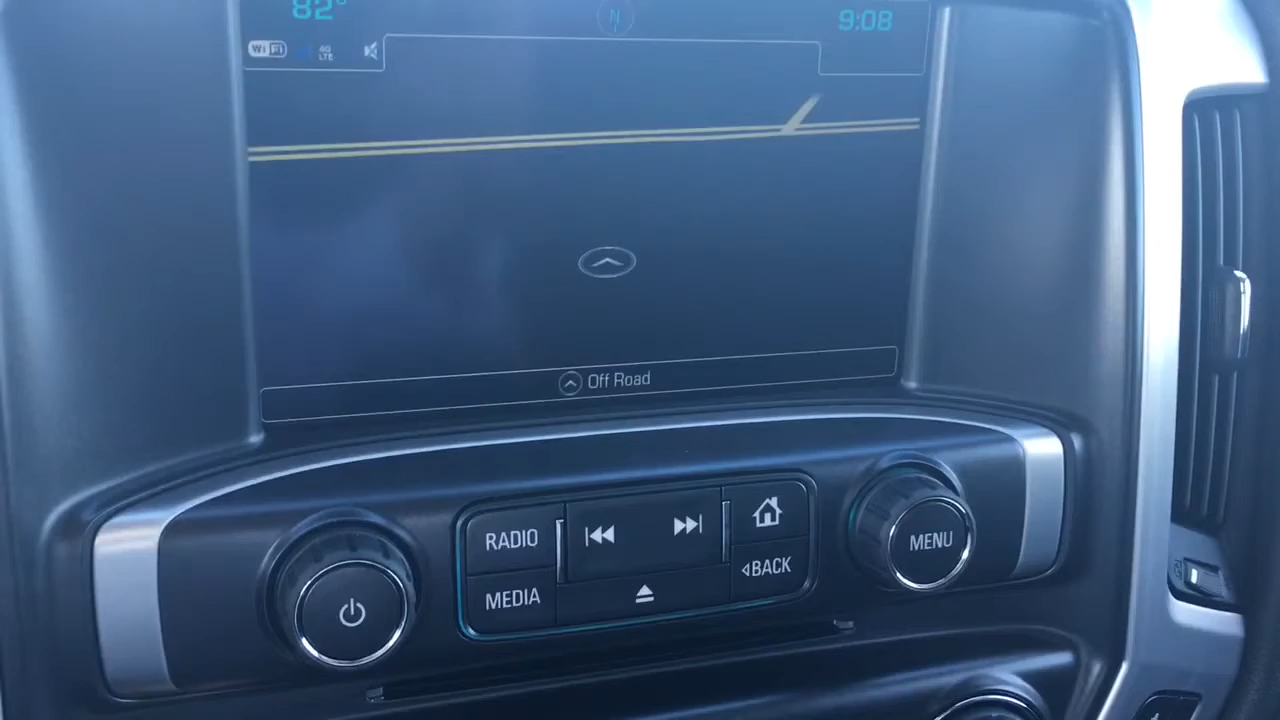 82°
N
9:08
WiFi
4G
LTE
Off Road
RADIO
MEDIA
BACK
MENU